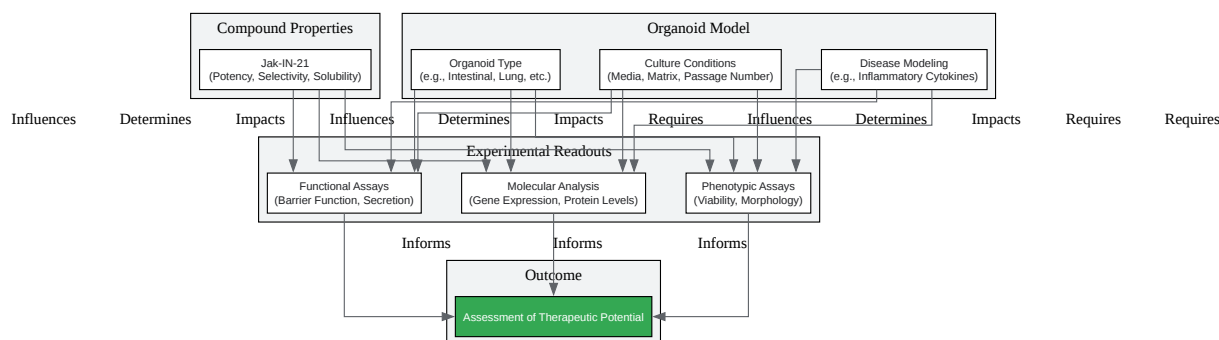 Compound Properties
Organoid Model
Jak-IN-21
(Potency, Selectivity, Solubility)
Organoid Type
(e.g., Intestinal, Lung, etc.)
Culture Conditions
(Media, Matrix, Passage Number)
Disease Modeling
(e.g., Inflammatory Cytokines)
Influences Determines Impacts Influences Determines Impacts Requires Influences Determines Impacts Requires Requires
Experimental Readouts
Functional Assays
(Barrier Function, Secretion)
Molecular Analysis
(Gene Expression, Protein Levels)
Phenotypic Assays
(Viability, Morphology)
Informs Informs Informs
Outcome
Assessment of Therapeutic Potential